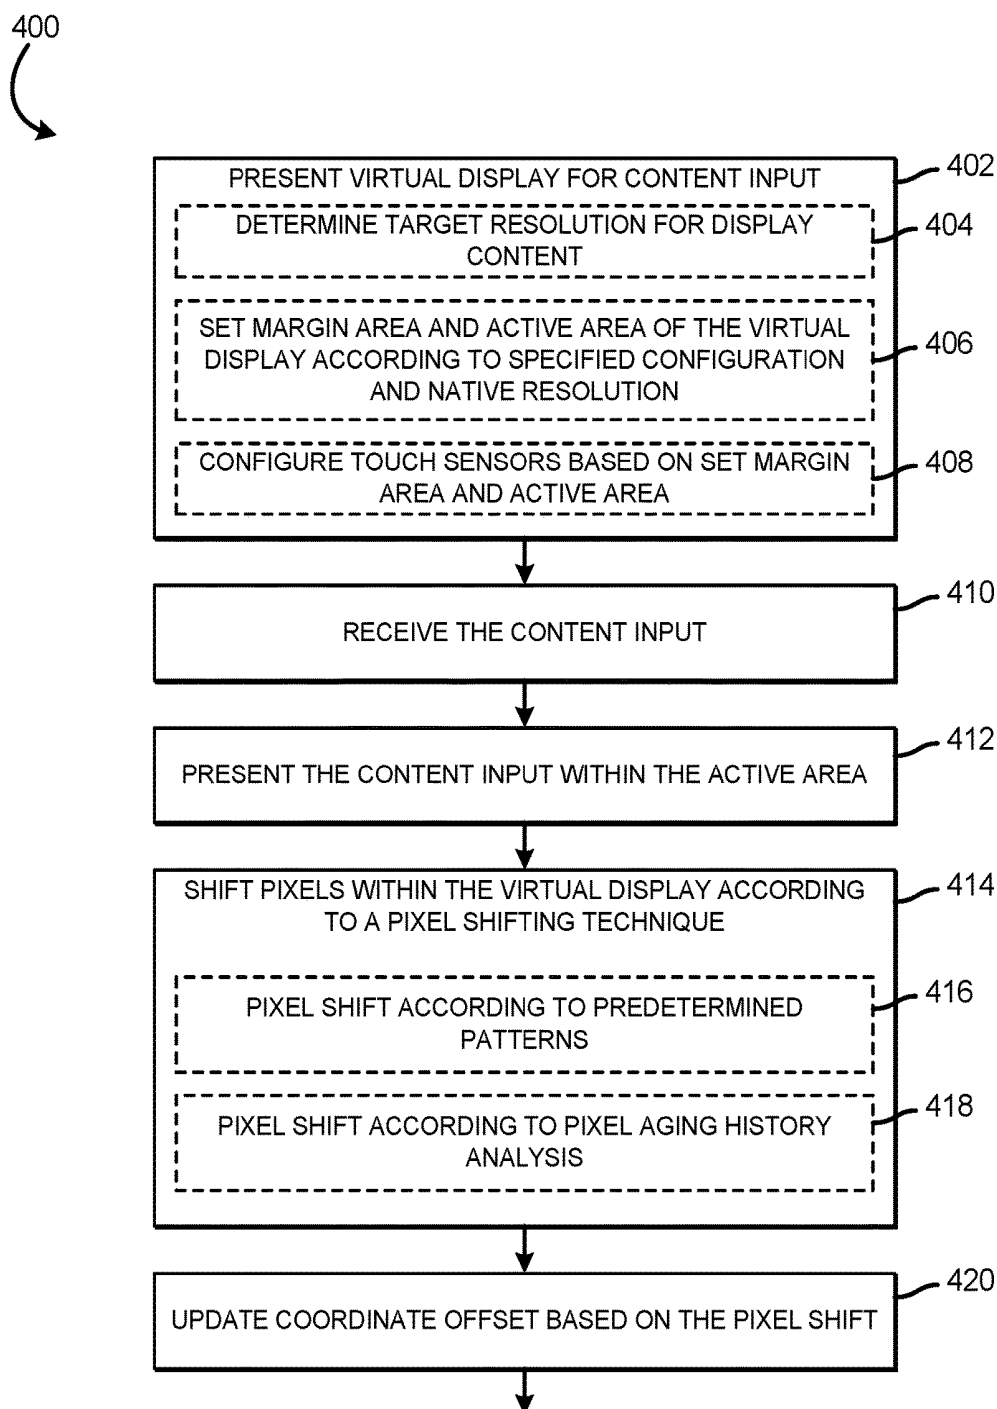 400
PRESENT VIRTUAL DISPLAY FOR CONTENT INPUT
402
DETERMINE TARGET RESOLUTION FOR DISPLAY
CONTENT
404
SET MARGIN AREA AND ACTIVE AREA OF THE VIRTUAL
DISPLAY ACCORDING TO SPECIFIED CONFIGURATION
AND NATIVE RESOLUTION
406
CONFIGURE TOUCH SENSORS BASED ON SET MARGIN
AREA AND ACTIVE AREA
408
RECEIVE THE CONTENT INPUT
410
PRESENT THE CONTENT INPUT WITHIN THE ACTIVE AREA
412
SHIFT PIXELS WITHIN THE VIRTUAL DISPLAY ACCORDING
TO A PIXEL SHIFTING TECHNIQUE
414
PIXEL SHIFT ACCORDING TO PREDETERMINED
PATTERNS
416
PIXEL SHIFT ACCORDING TO PIXEL AGING HISTORY
ANALYSIS
418
UPDATE COORDINATE OFFSET BASED ON THE PIXEL SHIFT
420